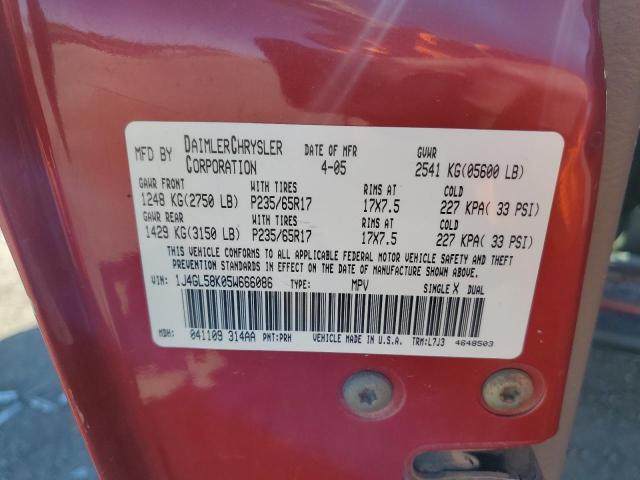 MFD BY DAIMLERCHRYSLER CORPORATION DATE OF MFR 4-05 GVWR 2541 KG(05600 LB)
GAWR FRONT WITH TIRES RIMS AT COLD
1248 KG(2750 LB) P235/65R17 17X7.5 227 KPA( 33 PSI)
GAWR REAR WITH TIRES RIMS AT COLD
1429 KG(3150 LB) P235/65R17 17X7.5 227 KPA( 33 PSI)
THIS VEHICLE CONFORMS TO ALL APPLICABLE FEDERAL MOTOR VEHICLE SAFETY AND THEFT
PREVENTION STANDARDS IN EFFECT ON THE DATE OF MANUFACTURE SHOWN ABOVE.
VIN: 1J4GL58K05W666086 TYPE: MPV SINGLE X DUAL
MDH: 041109 314AA PNT:PRH VEHICLE MADE IN U.S.A. TRM:L7J3 4648503